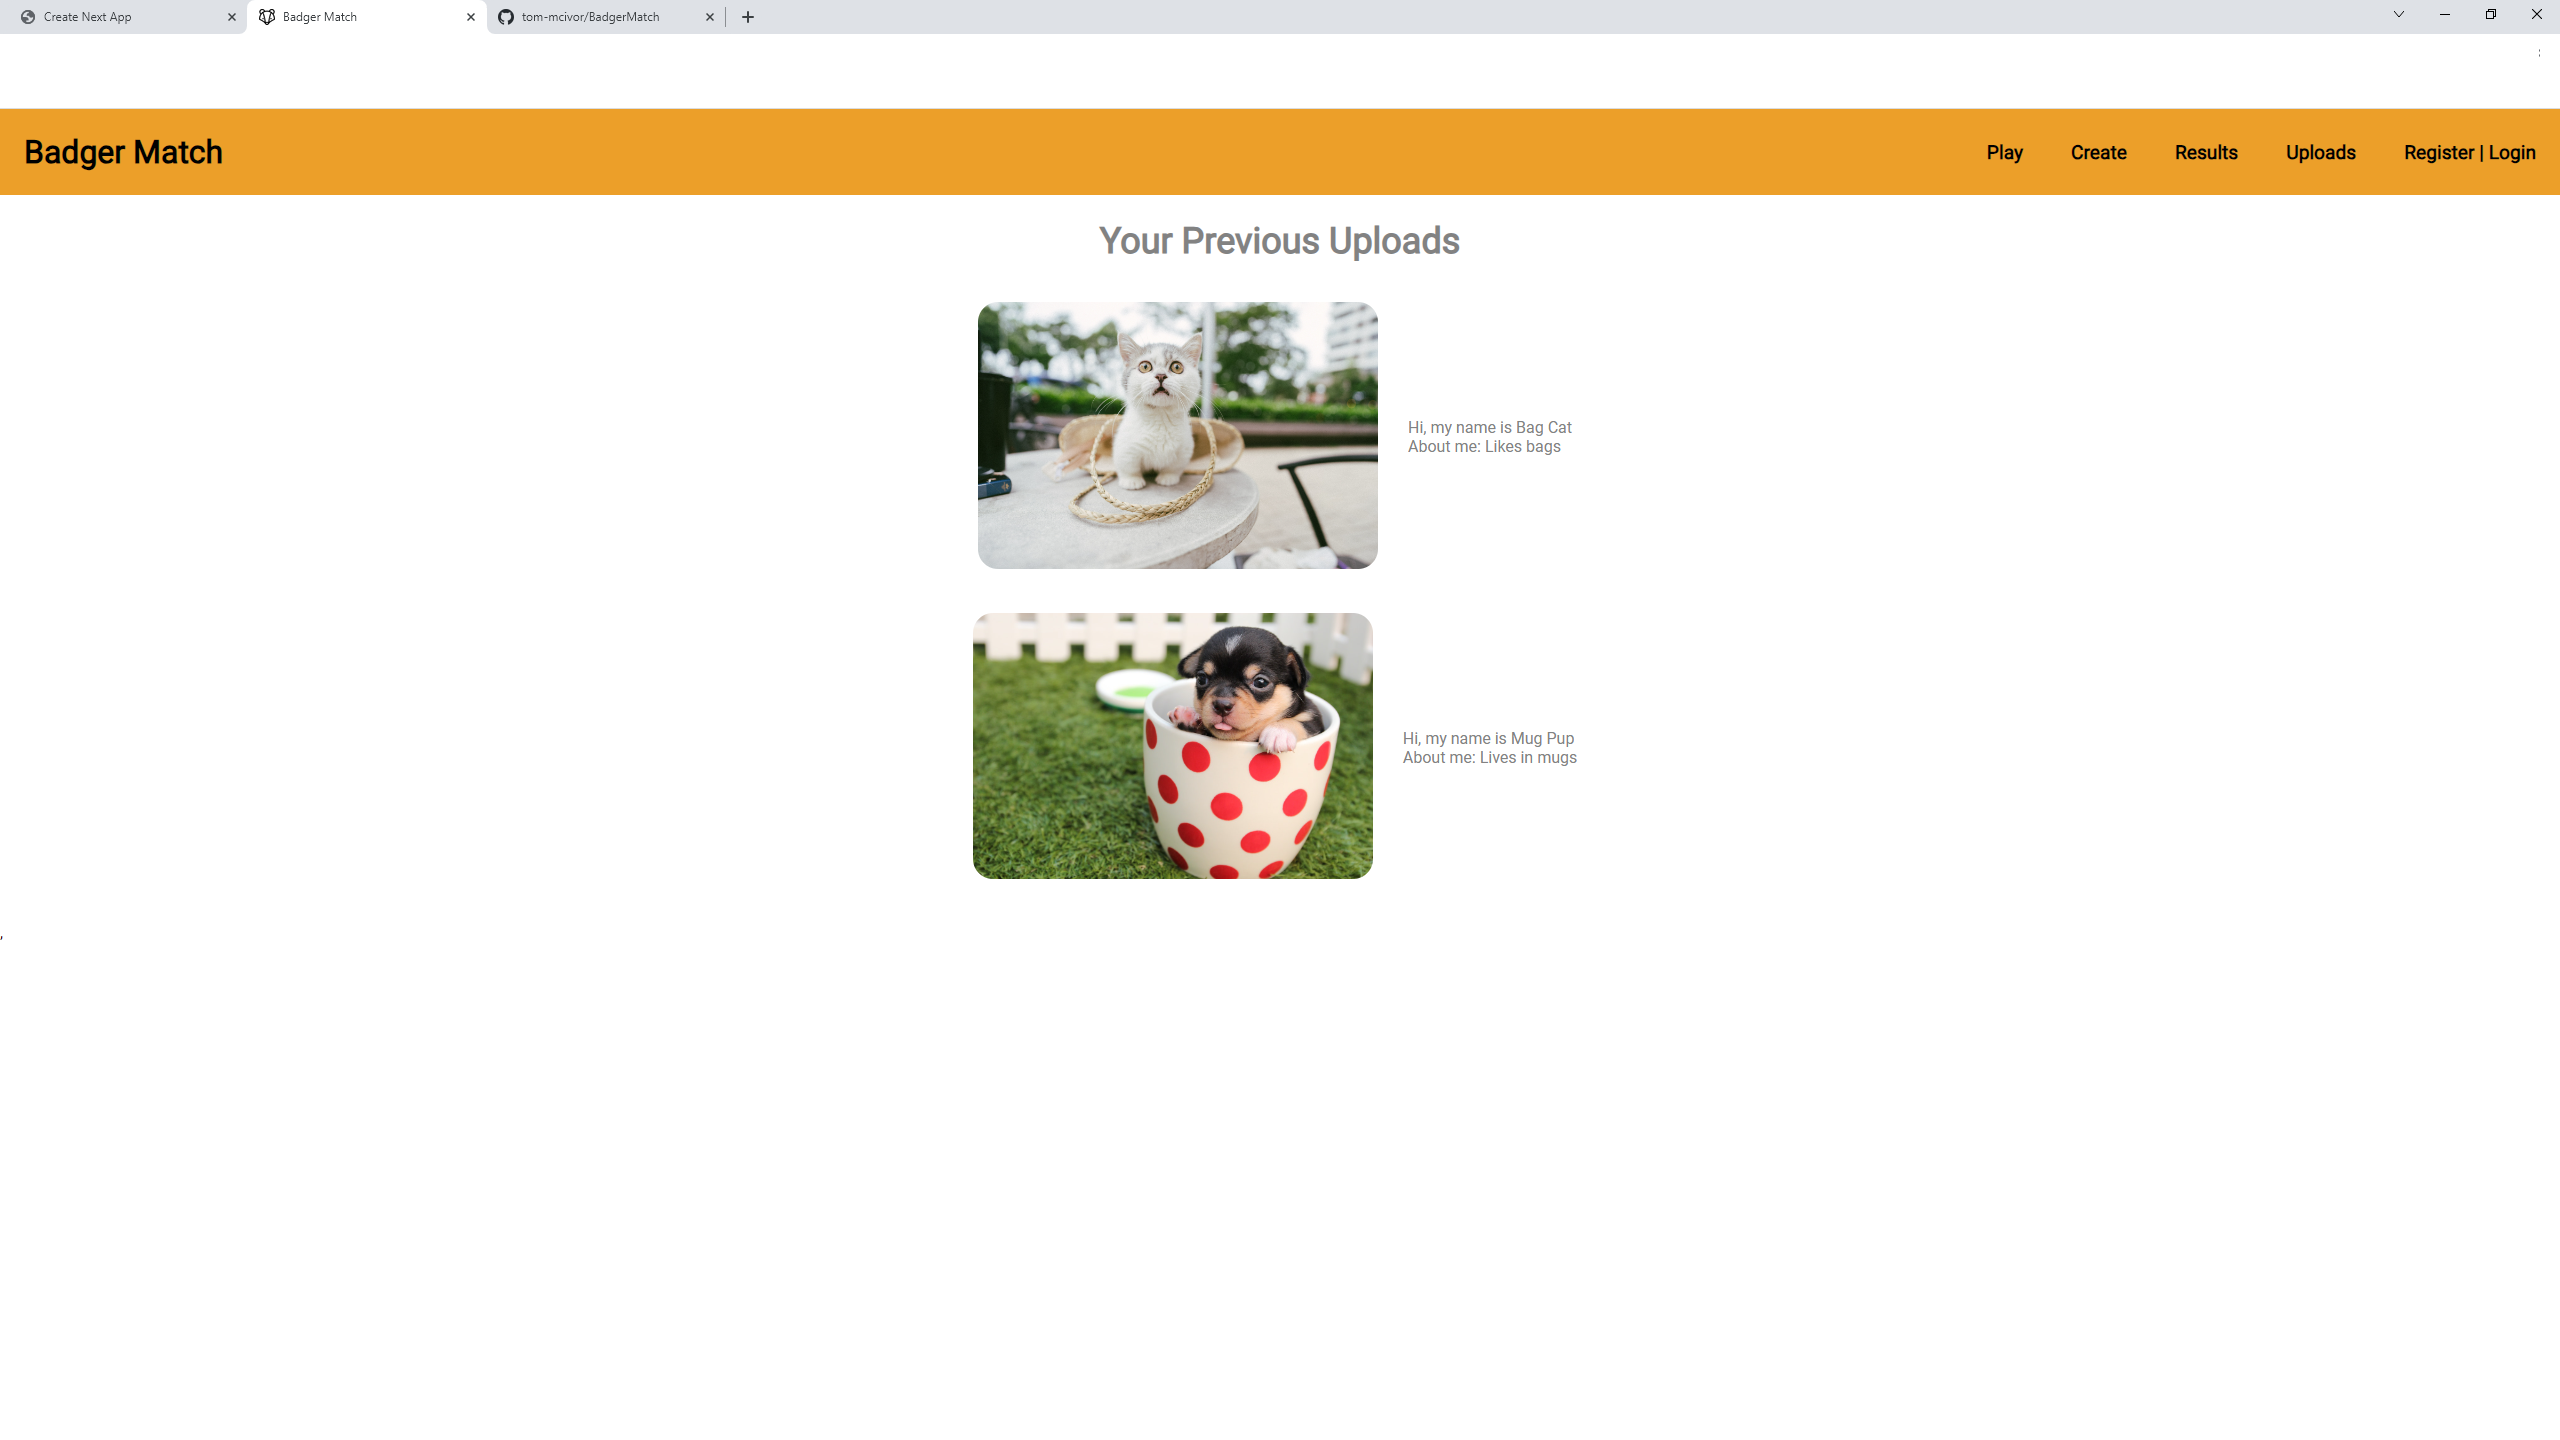 Create Next App
Badger Match
tom-mcivor/BadgerMatch
Badger Match
Play
Create
Results
Uploads
Register | Login
Your Previous Uploads
Hi, my name is Bag Cat
About me: Likes bags
Hi, my name is Mug Pup
About me: Lives in mugs
,